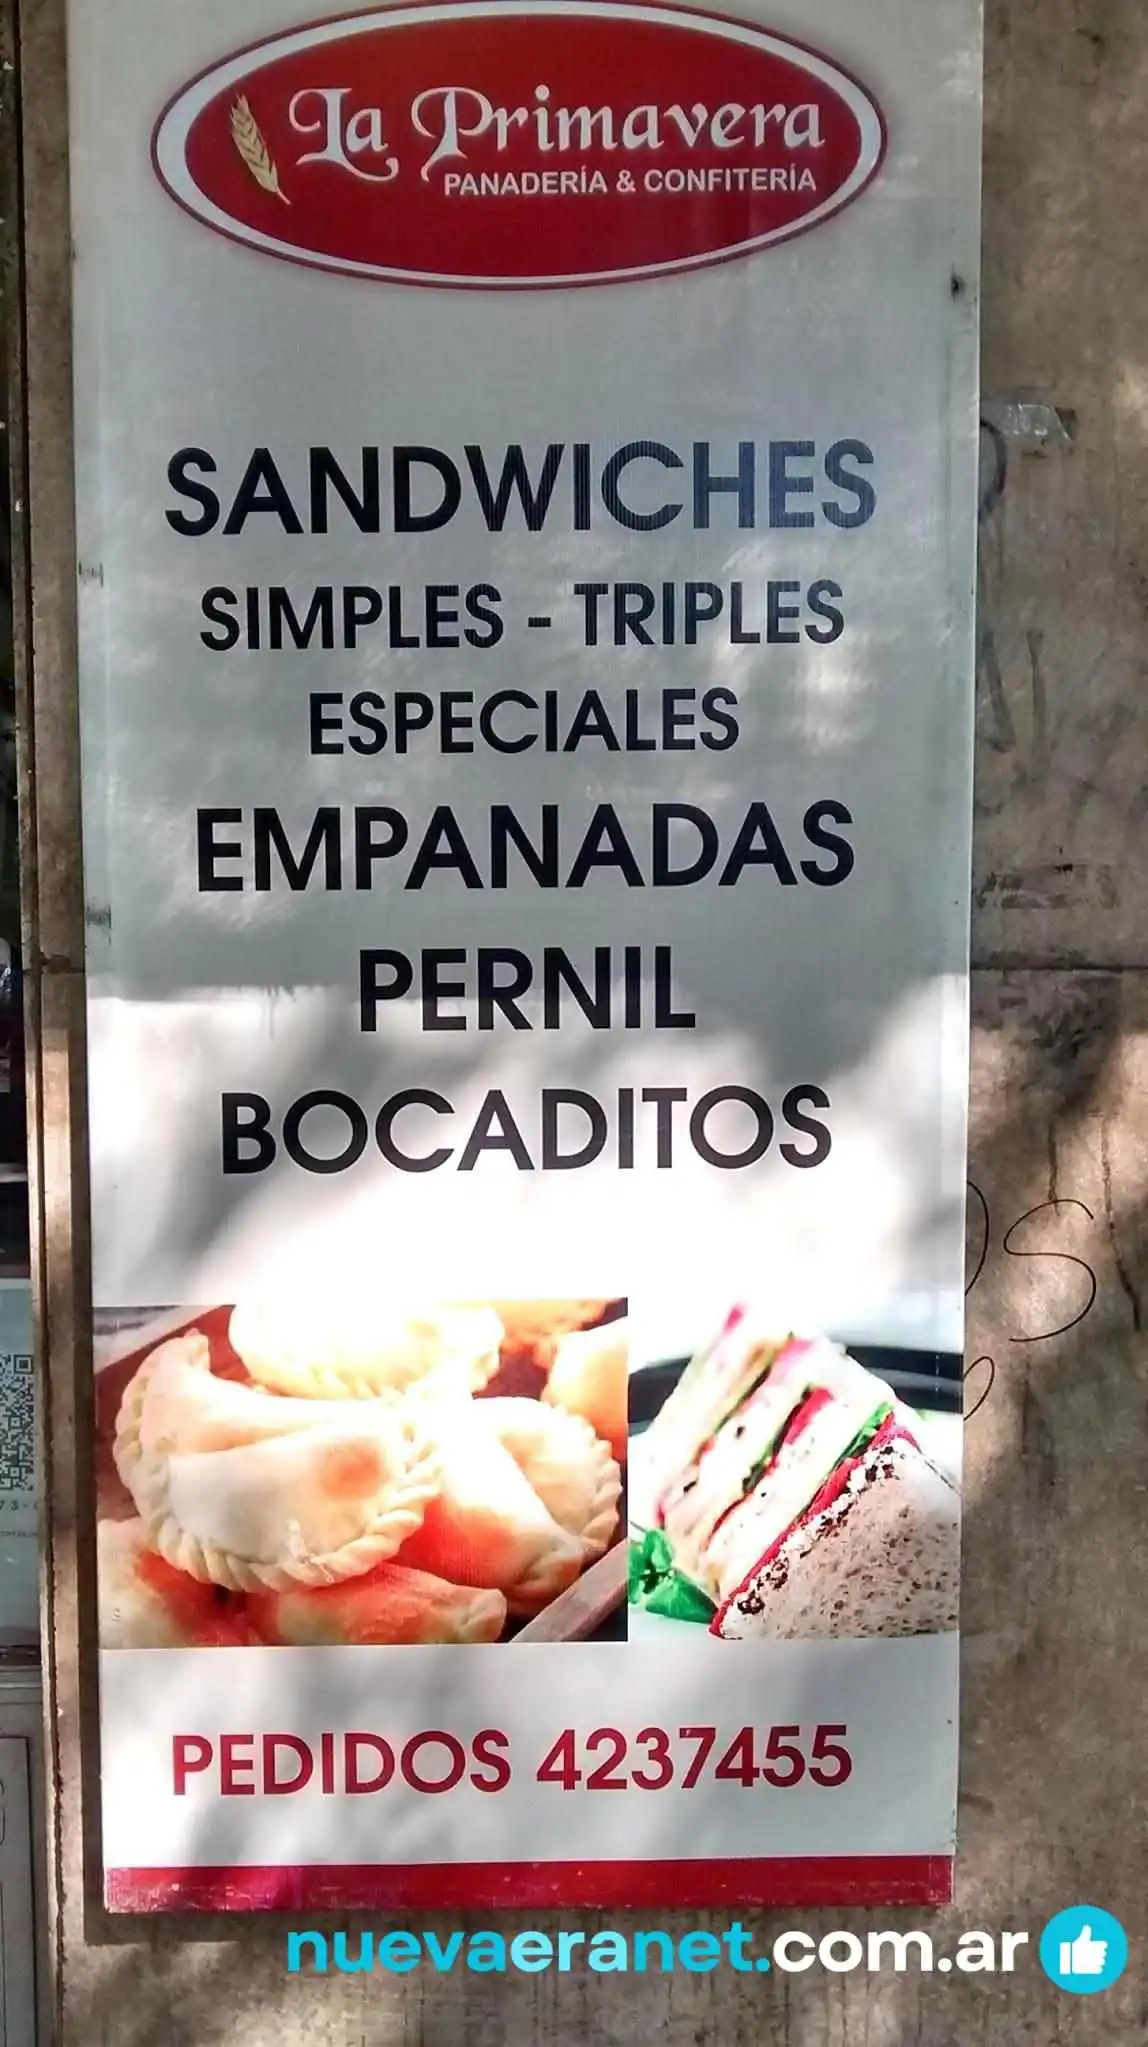 La Primavera
PANADERÍA & CONFITERÍA
SANDWICHES
SIMPLES - TRIPLES
ESPECIALES
EMPANADAS
PERNIL
BOCADITOS
PEDIDOS 4237455
nuevaeranet.com.ar